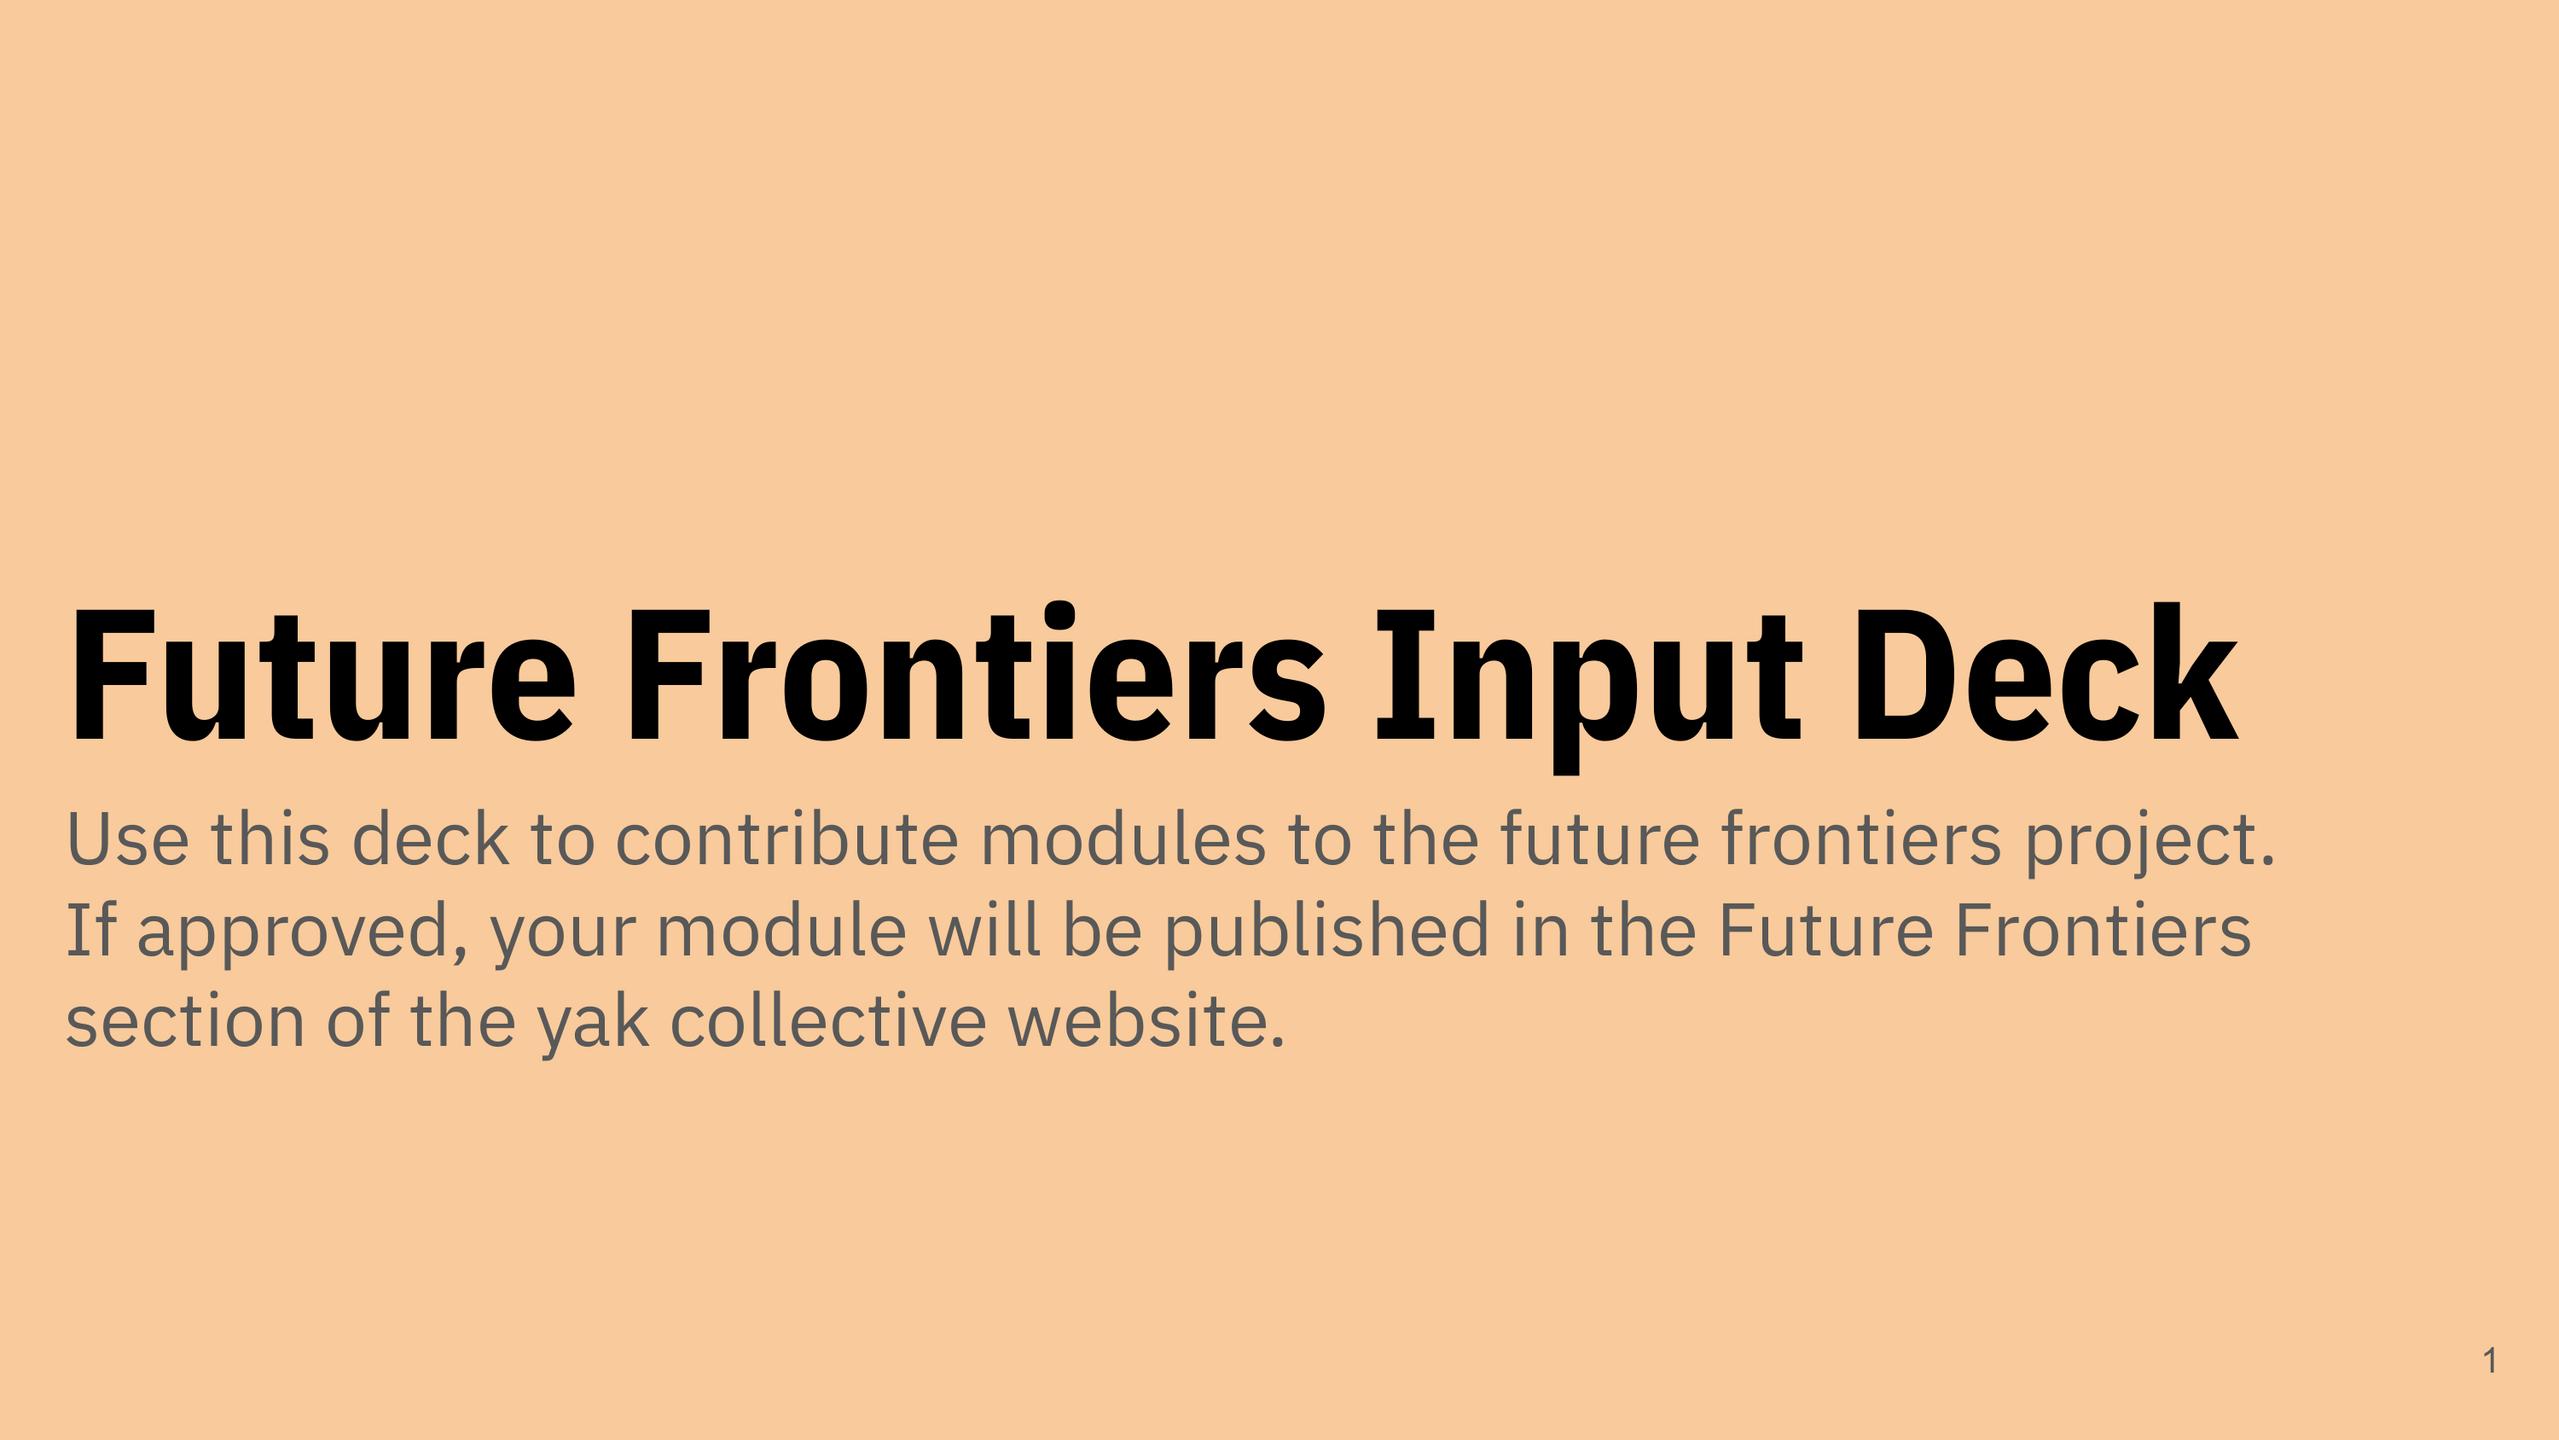 Future Frontiers Input Deck
Use this deck to contribute modules to the future frontiers project.
If approved, your module will be published in the Future Frontiers
section of the yak collective website.
1